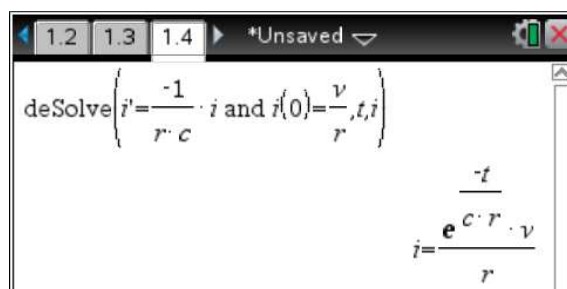 1.2 1.3 1.4 *Unsaved
deSolve(i'=-1/(r·c)·i and i(0)=v/r,t,i)
i=(e^(-t/(c·r))·v)/r